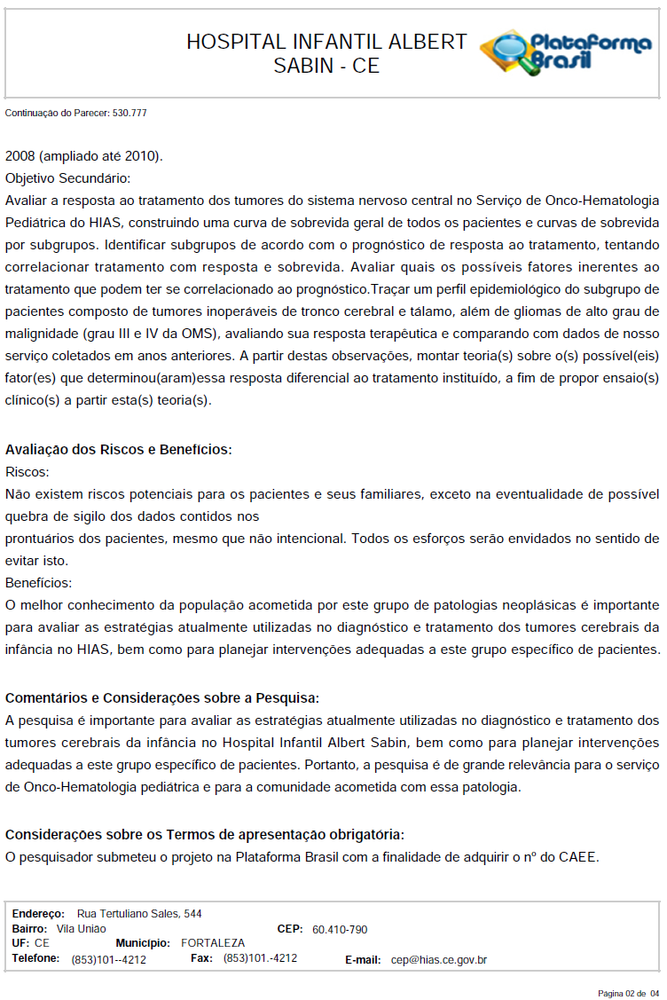 HOSPITAL INFANTIL ALBERT
SABIN - CE
PlataForma
Brasil
Continuação do Parecer: 530.777
2008 (ampliado até 2010).
Objetivo Secundário:
Avaliar a resposta ao tratamento dos tumores do sistema nervoso central no Serviço de Onco-Hematologia
Pediátrica do HIAS, construindo uma curva de sobrevida geral de todos os pacientes e curvas de sobrevida
por subgrupos. Identificar subgrupos de acordo com o prognóstico de resposta ao tratamento, tentando
correlacionar tratamento com resposta e sobrevida. Avaliar quais os possíveis fatores inerentes ao
tratamento que podem ter se correlacionado ao prognóstico.Traçar um perfil epidemiológico do subgrupo de
pacientes composto de tumores inoperáveis de tronco cerebral e tálamo, além de gliomas de alto grau de
malignidade (grau III e IV da OMS), avaliando sua resposta terapêutica e comparando com dados de nosso
serviço coletados em anos anteriores. A partir destas observações, montar teoria(s) sobre o(s) possível(eis)
fator(es) que determinou(aram)essa resposta diferencial ao tratamento instituído, a fim de propor ensaio(s)
clínico(s) a partir esta(s) teoria(s).
Avaliação dos Riscos e Benefícios:
Riscos:
Não existem riscos potenciais para os pacientes e seus familiares, exceto na eventualidade de possível
quebra de sigilo dos dados contidos nos
prontuários dos pacientes, mesmo que não intencional. Todos os esforços serão envidados no sentido de
evitar isto.
Benefícios:
O melhor conhecimento da população acometida por este grupo de patologias neoplásicas é importante
para avaliar as estratégias atualmente utilizadas no diagnóstico e tratamento dos tumores cerebrais da
infância no HIAS, bem como para planejar intervenções adequadas a este grupo específico de pacientes.
Comentários e Considerações sobre a Pesquisa:
A pesquisa é importante para avaliar as estratégias atualmente utilizadas no diagnóstico e tratamento dos
tumores cerebrais da infância no Hospital Infantil Albert Sabin, bem como para planejar intervenções
adequadas a este grupo específico de pacientes. Portanto, a pesquisa é de grande relevância para o serviço
de Onco-Hematologia pediátrica e para a comunidade acometida com essa patologia.
Considerações sobre os Termos de apresentação obrigatória:
O pesquisador submeteu o projeto na Plataforma Brasil com a finalidade de adquirir o nº do CAEE.
Endereço: Rua Tertuliano Sales, 544
Bairro: Vila União CEP: 60.410-790
UF: CE Município: FORTALEZA
Telefone: (853)101--4212 Fax: (853)101.-4212 E-mail: cep@hias.ce.gov.br
Página 02 de 04